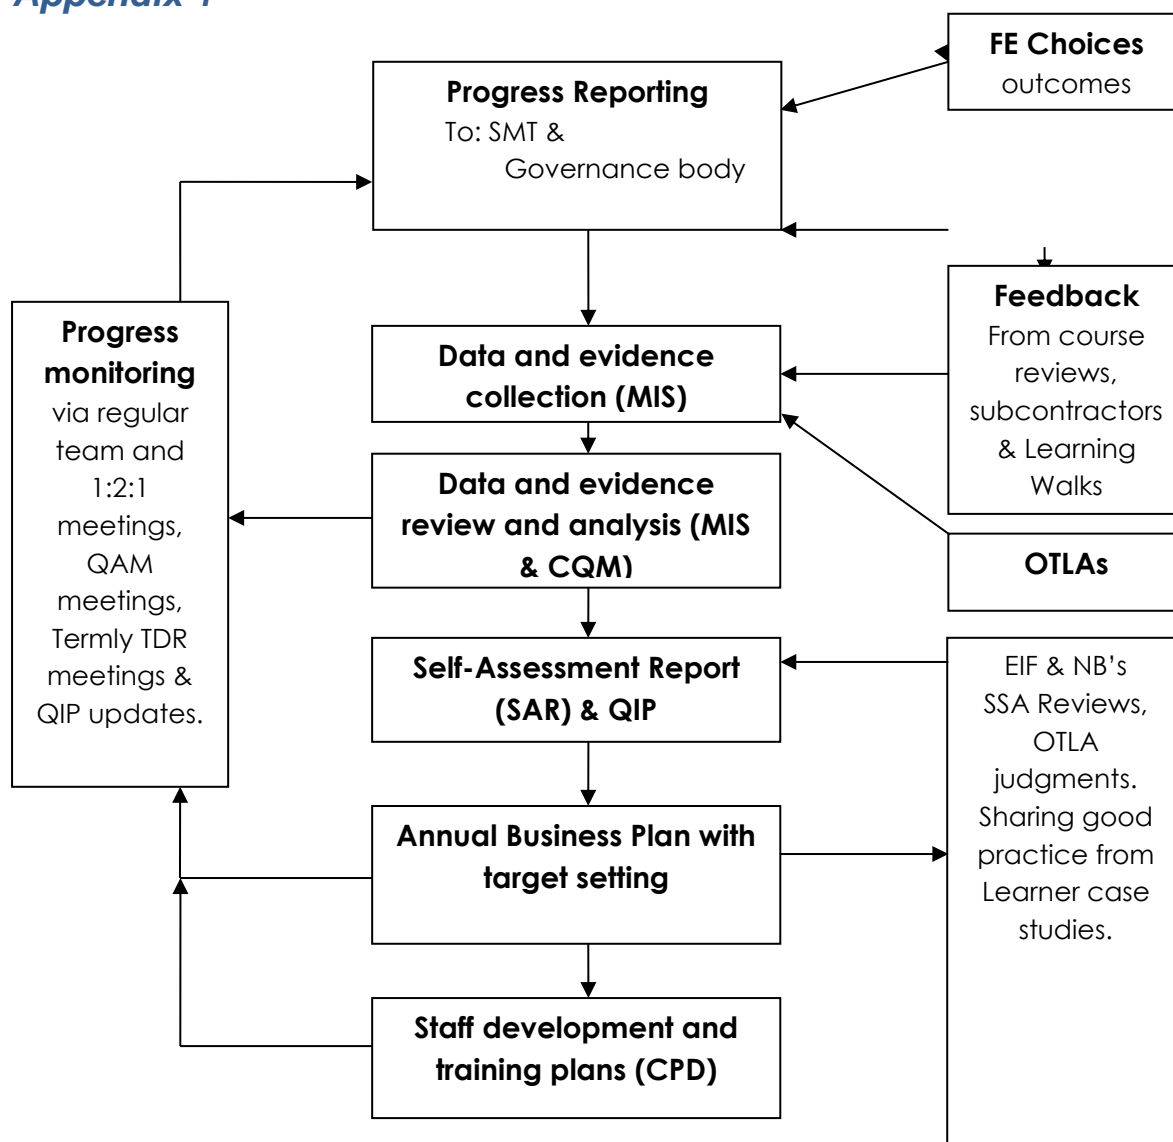 Appendix 1
FE Choices
outcomes
Progress Reporting
To: SMT &
Governance body
Feedback
From course
reviews,
subcontractors
& Learning
Walks
Progress
monitoring
via regular
team and
1:2:1
meetings,
QAM
meetings,
Termly TDR
meetings &
QIP updates.
Data and evidence
collection (MIS)
Data and evidence
review and analysis (MIS
& CQM)
OTLAs
Self-Assessment Report
(SAR) & QIP
EIF & NB's
SSA Reviews,
OTLA
judgments.
Sharing good
practice from
Learner case
studies.
Annual Business Plan with
target setting
Staff development and
training plans (CPD)